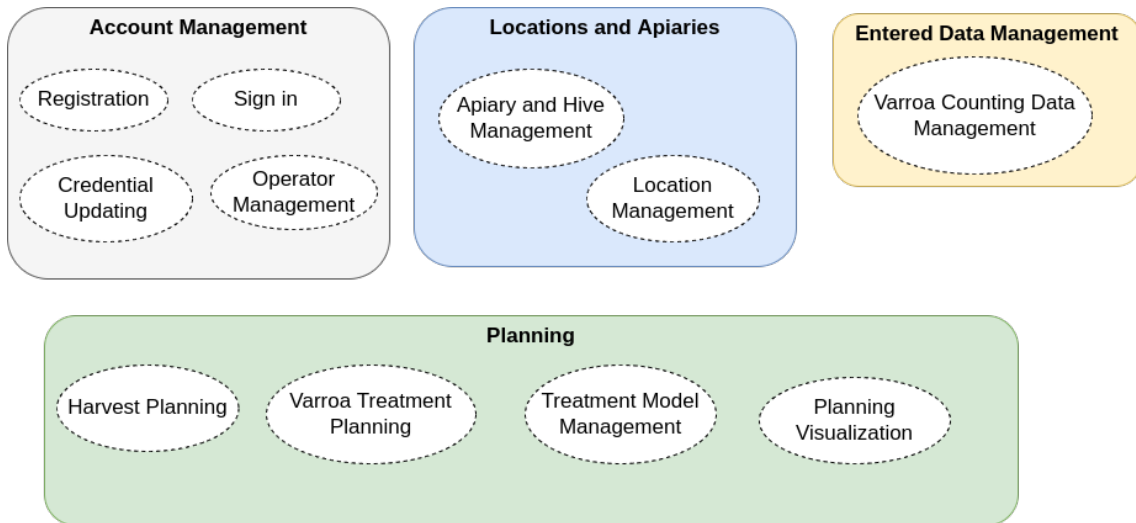 Account Management
Registration
Sign in
Credential
Updating
Operator
Management
Locations and Apiaries
Apiary and Hive
Management
Location
Management
Entered Data Management
Varroa Counting Data
Management
Planning
Harvest Planning
Varroa Treatment
Planning
Treatment Model
Management
Planning
Visualization